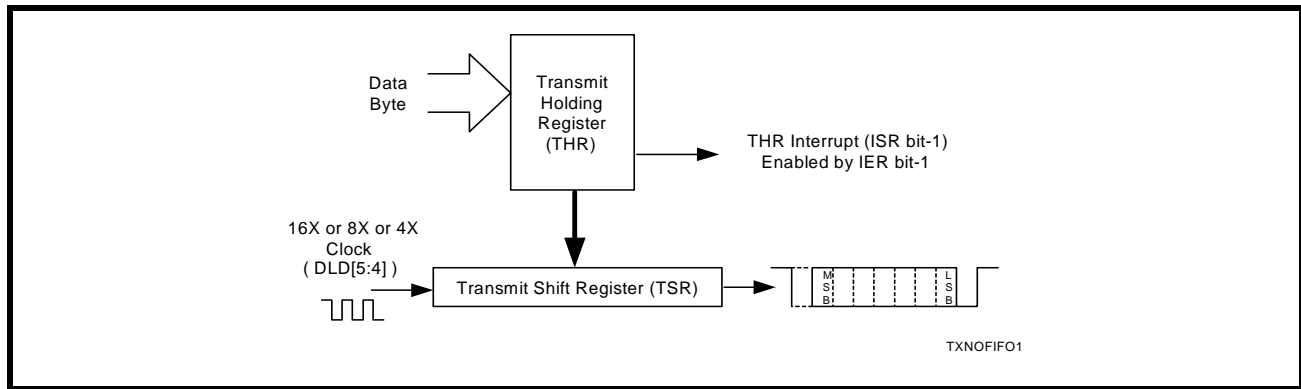 Data
Byte
Transmit
Holding
Register
(THR)
THR Interrupt (ISR bit-1)
Enabled by IER bit-1
16X or 8X or 4X
Clock
( DLD[5:4] )
Transmit Shift Register (TSR)
M
S
B
L
S
B
TXNOFIFO1